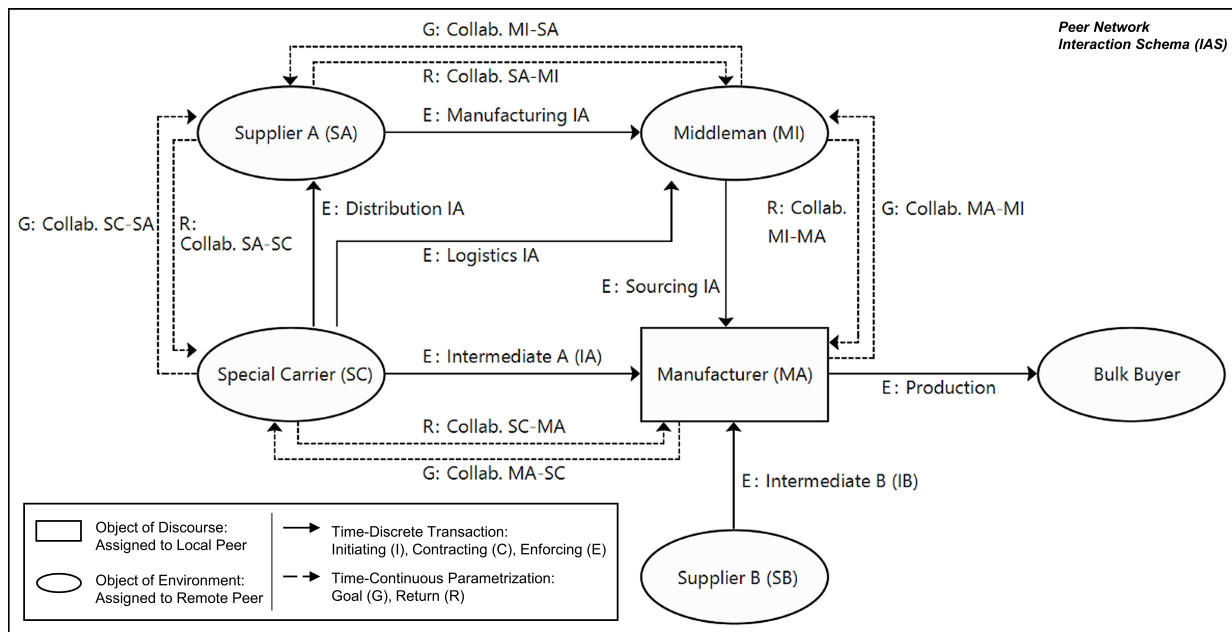 Peer Network
Interaction Schema (IAS)
G: Collab. MI-SA
R: Collab. SA-MI
E: Manufacturing IA
Supplier A (SA)
Middleman (MI)
E: Distribution IA
G: Collab. SC-SA
R:
Collab. SA-SC
R: Collab.
MI-MA
G: Collab. MA-MI
E: Logistics IA
E: Sourcing IA
E: Intermediate A (IA)
Special Carrier (SC)
Manufacturer (MA)
Bulk Buyer
E: Production
R: Collab. SC-MA
G: Collab. MA-SC
E: Intermediate B (IB)
Supplier B (SB)
Object of Discourse:
Assigned to Local Peer
Object of Environment:
Assigned to Remote Peer
Time-Discrete Transaction:
Initiating (I), Contracting (C), Enforcing (E)
Time-Continuous Parametrization:
Goal (G), Return (R)